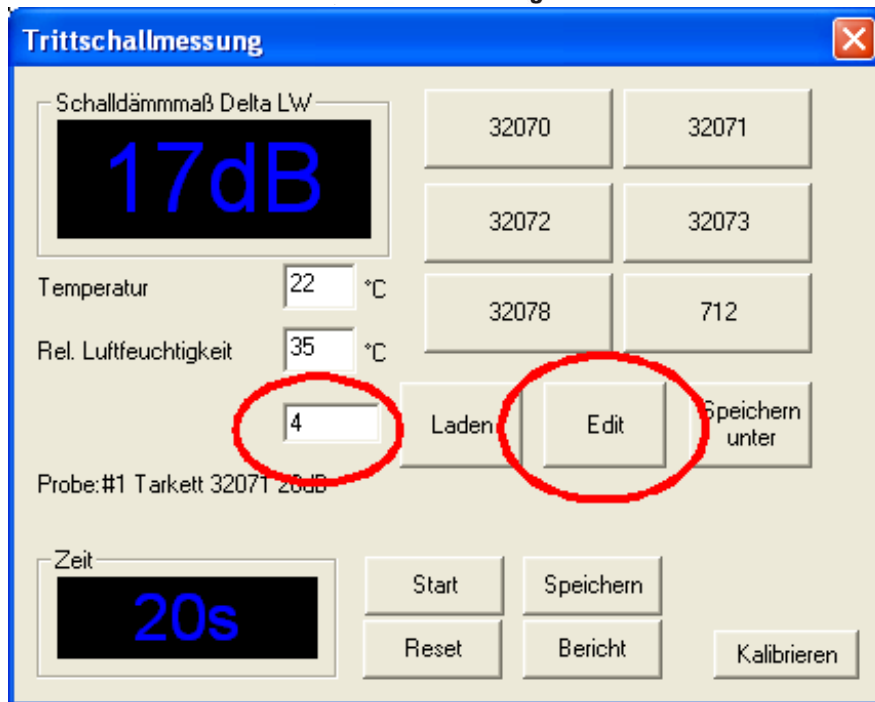 Trittschallmessung
Schalldämmmaß Delta LW
17dB
32070
32071
32072
32073
32078
712
Temperatur
22
°C
Rel. Luftfeuchtigkeit
35
°C
4
Laden
Edit
Speichern
unter
Probe:#1 Tarkett 32071 20dB
Zeit
20s
Start
Speichern
Reset
Bericht
Kalibrieren